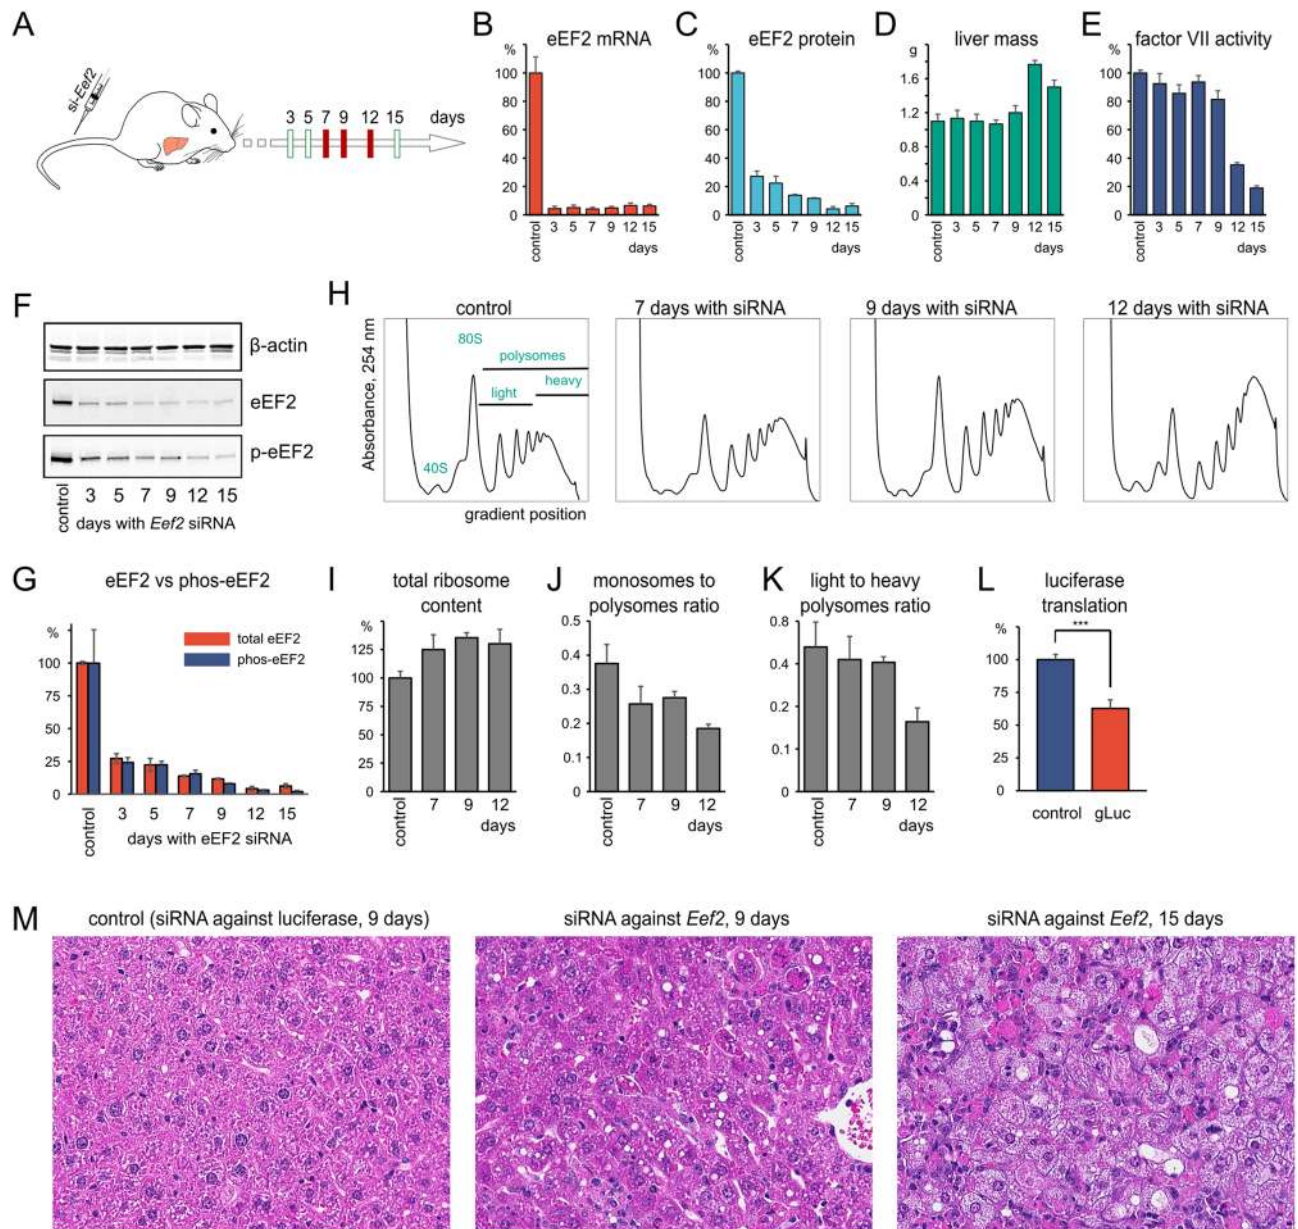 A
si-Eef2
3 5 7 9 12 15 days
B
eEF2 mRNA
%
100
80
60
40
20
0
control 3 5 7 9 12 15
days
C
eEF2 protein
%
100
80
60
40
20
0
control 3 5 7 9 12 15
days
D
liver mass
g
1.6
1.2
0.8
0.4
0
control 3 5 7 9 12 15
days
E
factor VII activity
%
100
80
60
40
20
0
control 3 5 7 9 12 15
days
F
β-actin
eEF2
p-eEF2
control 3 5 7 9 12 15
days with Eef2 siRNA
H
control
7 days with siRNA
9 days with siRNA
12 days with siRNA
Absorbance, 254 nm
80S
polysomes
heavy
light
40S
gradient position
G
eEF2 vs phos-eEF2
%
100
75
50
25
0
total eEF2
phos-eEF2
control 3 5 7 9 12 15
days with eEF2 siRNA
I
total ribosome
content
%
125
100
75
50
25
0
control 7 9 12
days
J
monosomes to
polysomes ratio
0.5
0.4
0.3
0.2
0.1
0
control 7 9 12
days
K
light to heavy
polysomes ratio
0.8
0.4
0.2
0.1
0
control 7 9 12
days
L
luciferase
translation
%
***
100
75
50
25
0
control gLuc
M
control (siRNA against luciferase, 9 days)
siRNA against Eef2, 9 days
siRNA against Eef2, 15 days